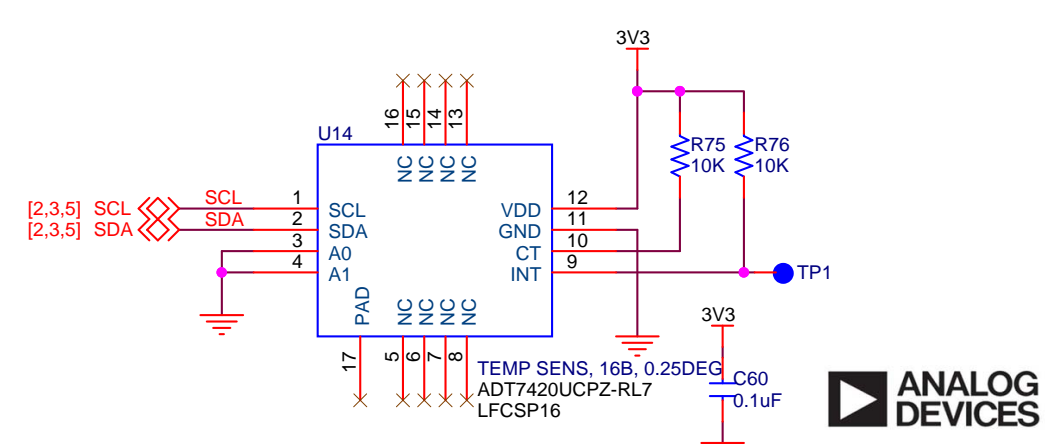 3V3
U14
16 15 14 13
NC NC NC NC
R75 R76
10K 10K
[2,3,5] SCL SCL 1 SCL VDD 12
[2,3,5] SDA SDA 2 SDA GND 11
3 A0 CT 10
4 A1 INT 9
TP1
PAD NC NC NC NC
17 5 6 7 8
3V3
TEMP SENS, 16B, 0.25DEG
ADT7420UCPZ-RL7
LFCSP16
C60
0.1uF
ANALOG
DEVICES